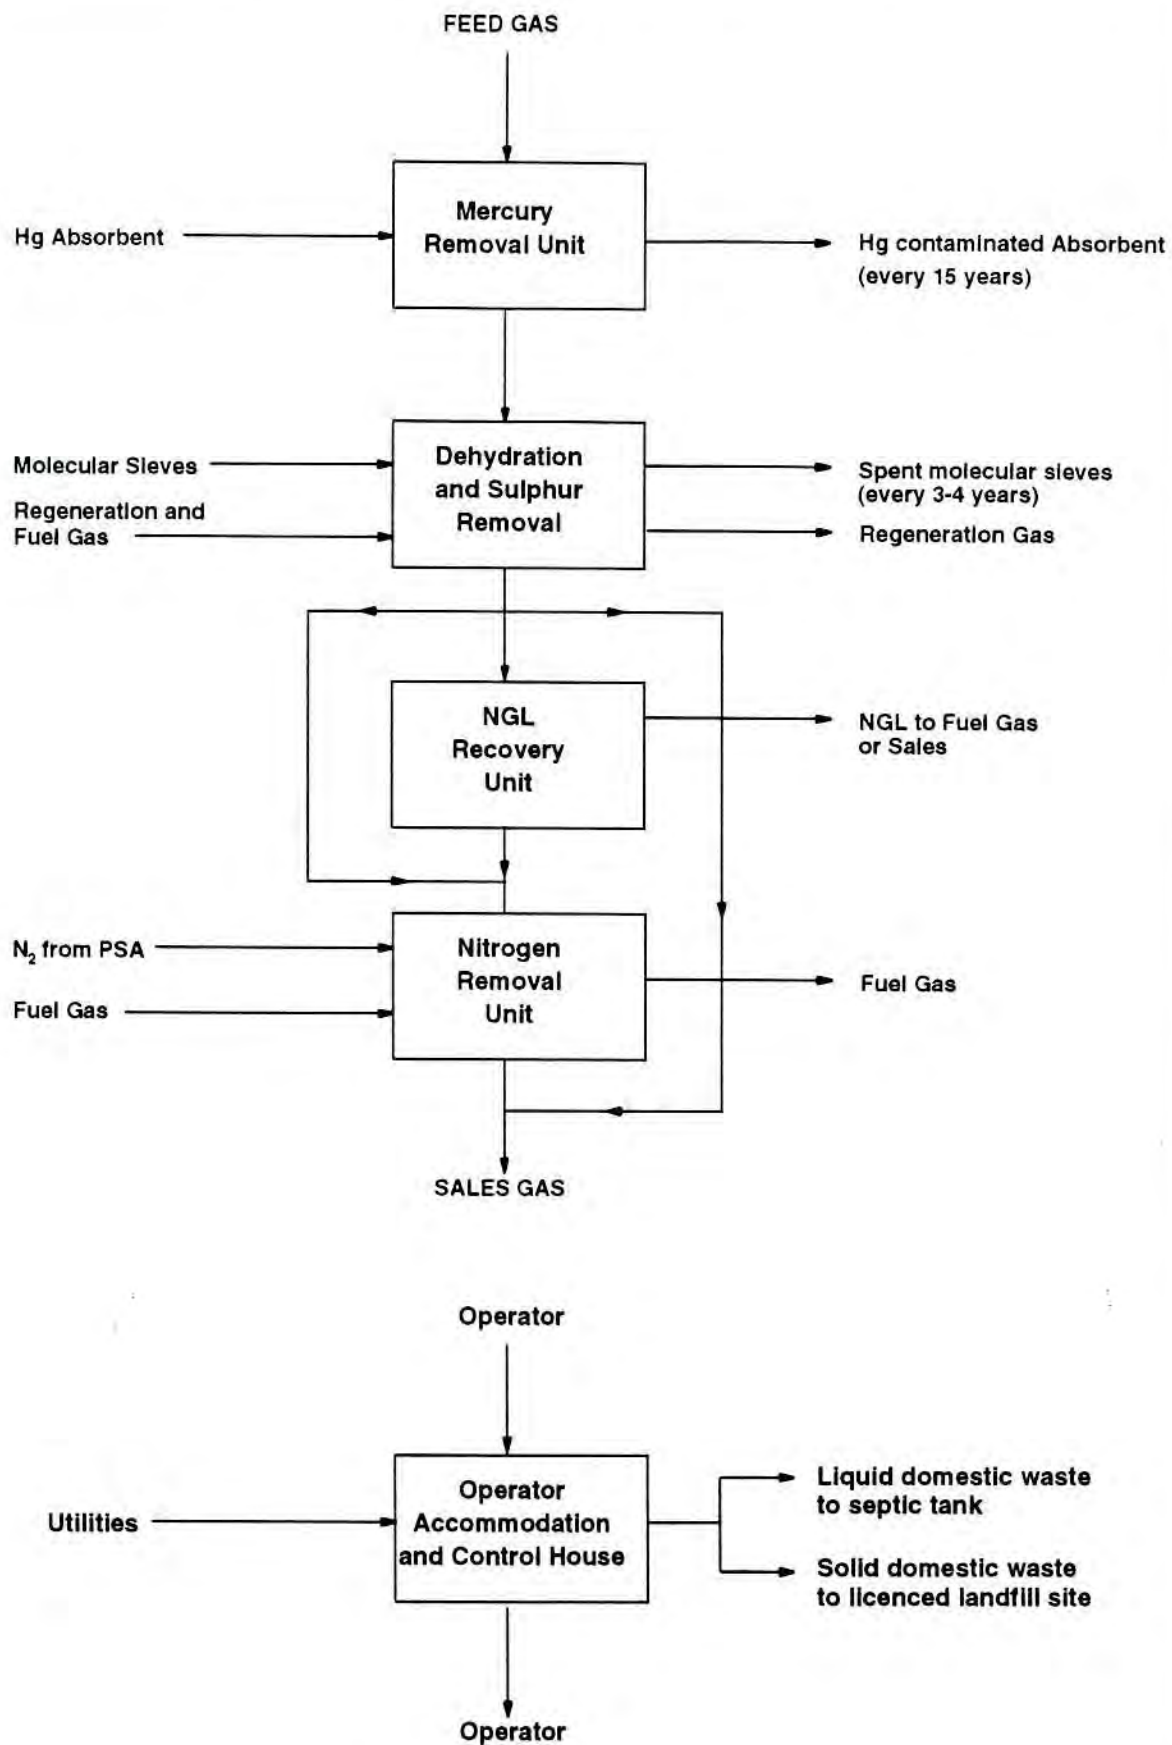 FEED GAS
Mercury
Removal Unit
Hg Absorbent
Hg contaminated Absorbent
(every 15 years)
Dehydration
and Sulphur
Removal
Molecular Sieves
Regeneration and
Fuel Gas
Spent molecular sieves
(every 3-4 years)
Regeneration Gas
NGL
Recovery
Unit
NGL to Fuel Gas
or Sales
N₂ from PSA
Fuel Gas
Nitrogen
Removal
Unit
Fuel Gas
SALES GAS
Operator
Utilities
Operator
Accommodation
and Control House
Liquid domestic waste
to septic tank
Solid domestic waste
to licenced landfill site
Operator